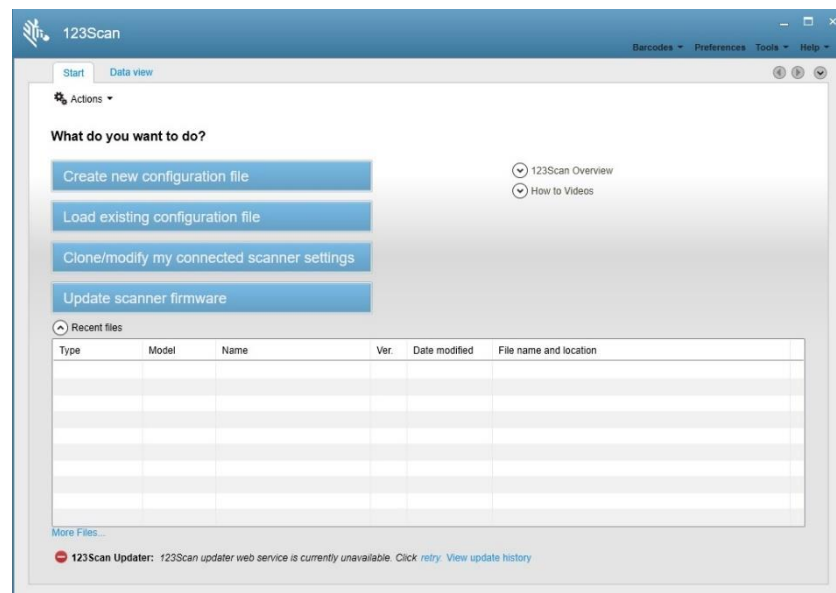 123Scan
Barcodes Preferences Tools Help
Start Data view
Actions
What do you want to do?
Create new configuration file
123Scan Overview
How to Videos
Load existing configuration file
Clone/modify my connected scanner settings
Update scanner firmware
Recent files
Type Model Name Ver. Date modified File name and location
More Files...
123Scan Updater: 123Scan updater web service is currently unavailable. Click retry. View update history